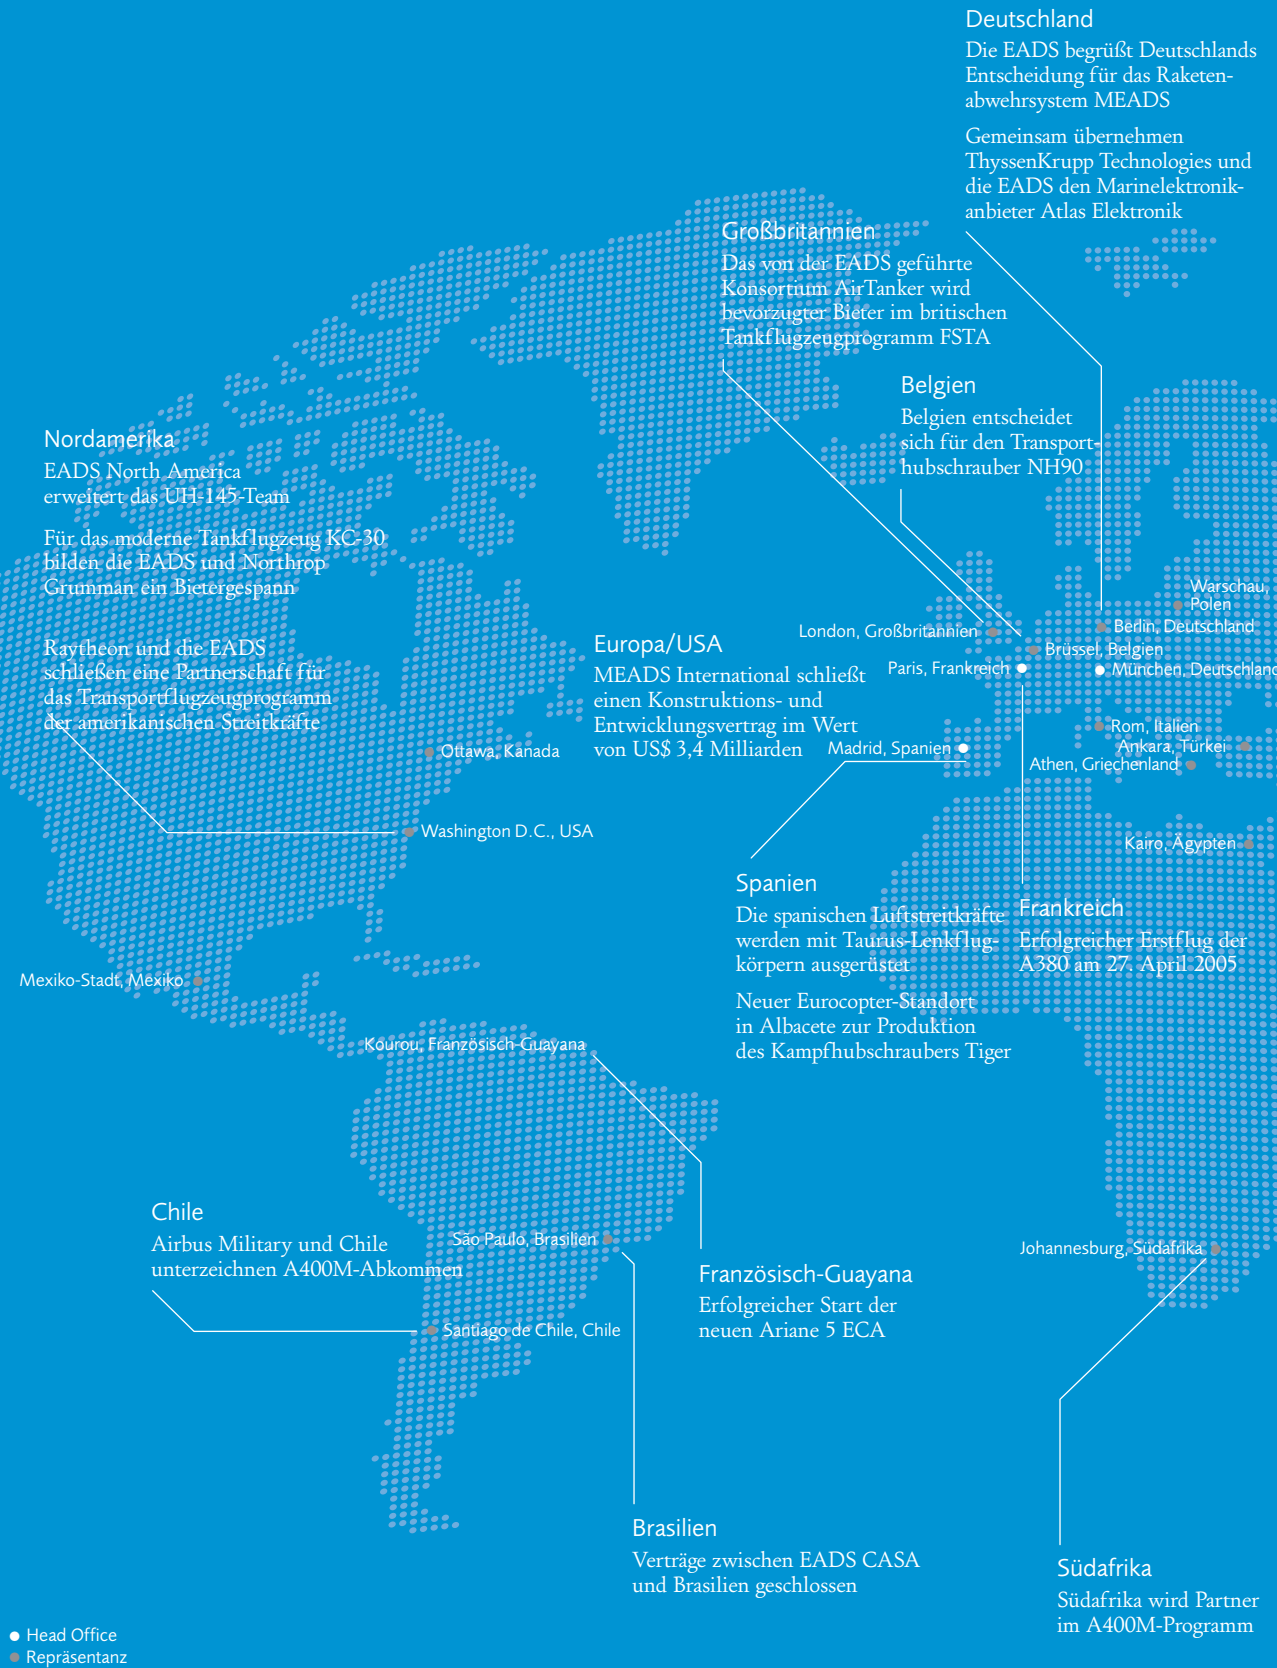 Deutschland
Die EADS begrüßt Deutschlands
Entscheidung für das Raketen-
abwehrsystem MEADS
Gemeinsam übernehmen
ThyssenKrupp Technologies und
die EADS den Marinelektronik-
anbieter Atlas Elektronik
Großbritannien
Das von der EADS geführte
Konsortium AirTanker wird
bevorzugter Bieter im britischen
Tankflugzeugprogramm FSTA
Belgien
Belgien entscheidet
sich für den Transport-
hubschrauber NH90
Nordamerika
EADS North America
erweitert das UH-145-Team
Für das moderne Tankflugzeug KC-30
bilden die EADS und Northrop
Grumman ein Bietergespann
Raytheon und die EADS
schließen eine Partnerschaft für
das Transportflugzeugprogramm
der amerikanischen Streitkräfte
Europa/USA
MEADS International schließt
einen Konstruktions- und
Entwicklungsvertrag im Wert
von US$ 3,4 Milliarden
Warschau,
Polen
London, Großbritannien
Berlin, Deutschland
Brüssel, Belgien
Paris, Frankreich
München, Deutschland
Rom, Italien
Ankara, Türkei
Madrid, Spanien
Athen, Griechenland
Ottawa, Kanada
Washington D.C., USA
Kairo, Ägypten
Spanien
Die spanischen Luftstreitkräfte
werden mit Taurus-Lenkflug-
körpern ausgerüstet
Neuer Eurocopter-Standort
in Albacete zur Produktion
des Kampfhubschraubers Tiger
Frankreich
Erfolgreicher Erstflug der
A380 am 27. April 2005
Mexiko-Stadt, Mexiko
Kourou, Französisch-Guayana
Chile
Airbus Military und Chile
unterzeichnen A400M-Abkommen
São Paulo, Brasilien
Johannesburg, Südafrika
Französisch-Guayana
Erfolgreicher Start der
neuen Ariane 5 ECA
Santiago de Chile, Chile
Brasilien
Verträge zwischen EADS CASA
und Brasilien geschlossen
Südafrika
Südafrika wird Partner
im A400M-Programm
Head Office
Repräsentanz